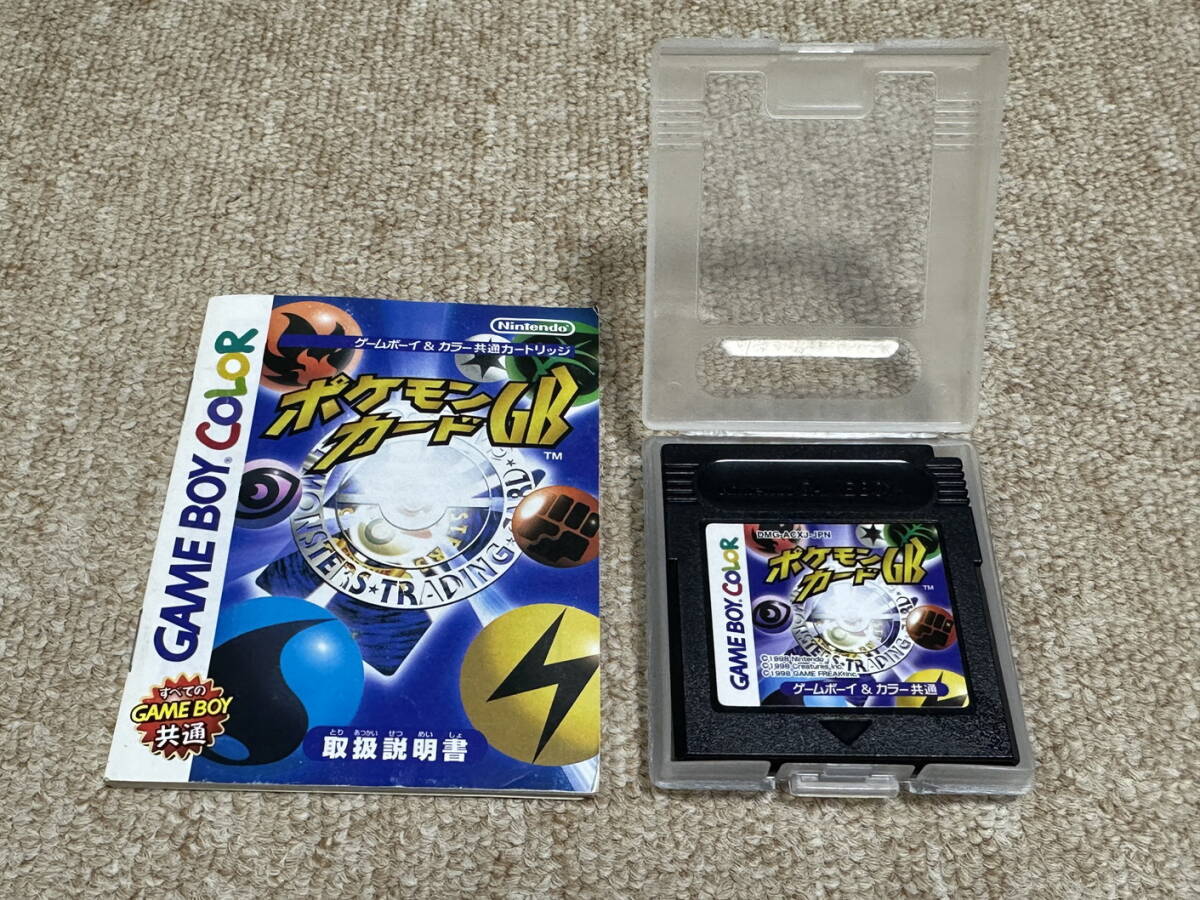 Nintendo
ゲームボーイ & カラー共通カートリッジ
ポケモン
カードGB
TM
GAME BOY COLOR
MONSTERS★TRADING★CARD
すべての
GAME BOY
共通
とり あつかい せつ めい しょ
取扱説明書
DMG-ACXJ-JPN
ポケモン
カードGB
TM
GAME BOY COLOR
MONSTERS★TRADING
©1998 Nintendo
©1998 Creatures inc.
©1998 GAME FREAK inc.
ゲームボーイ & カラー共通